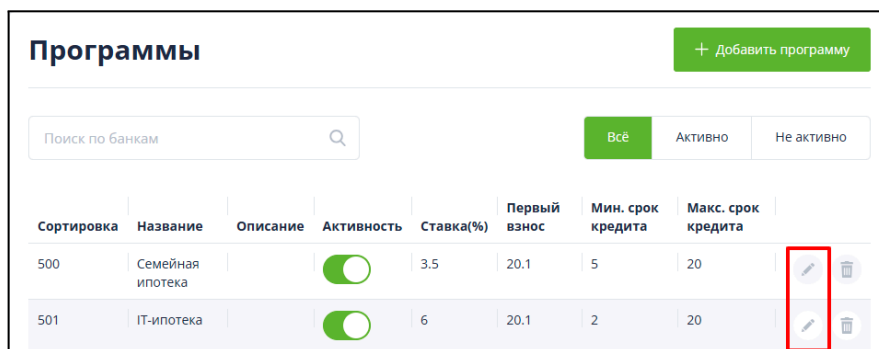 Программы
+ Добавить программу
Поиск по банкам
Всё Активно Не активно
Сортировка Название Описание Активность Ставка(%) Первый взнос Мин. срок кредита Макс. срок кредита
500 Семейная ипотека 3.5 20.1 5 20
501 IT-ипотека 6 20.1 2 20